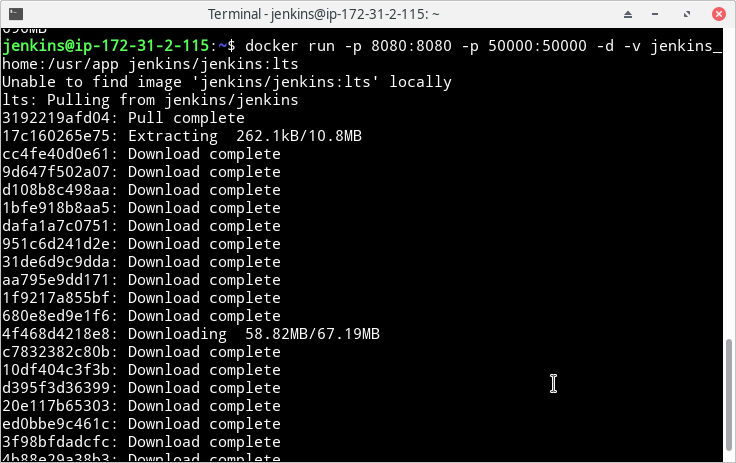 Terminal - jenkins@ip-172-31-2-115: ~
jenkins@ip-172-31-2-115:~$ docker run -p 8080:8080 -p 50000:50000 -d -v jenkins_
home:/usr/app jenkins/jenkins:lts
Unable to find image 'jenkins/jenkins:lts' locally
lts: Pulling from jenkins/jenkins
3192219afd04: Pull complete
17c160265e75: Extracting  262.1kB/10.8MB
cc4fe40d0e61: Download complete
9d647f502a07: Download complete
d108b8c498aa: Download complete
1bfe918b8aa5: Download complete
dafa1a7c0751: Download complete
951c6d241d2e: Download complete
31de6d9c9dda: Download complete
aa795e9dd171: Download complete
1f9217a855bf: Download complete
680e8ed9e1f6: Download complete
4f468d4218e8: Downloading  58.82MB/67.19MB
c7832382c80b: Download complete
10df404c3f3b: Download complete
d395f3d36399: Download complete
20e117b65303: Download complete
ed0bbe9c461c: Download complete
3f98bfdadcfc: Download complete
4b88e29a38b3: Download complete